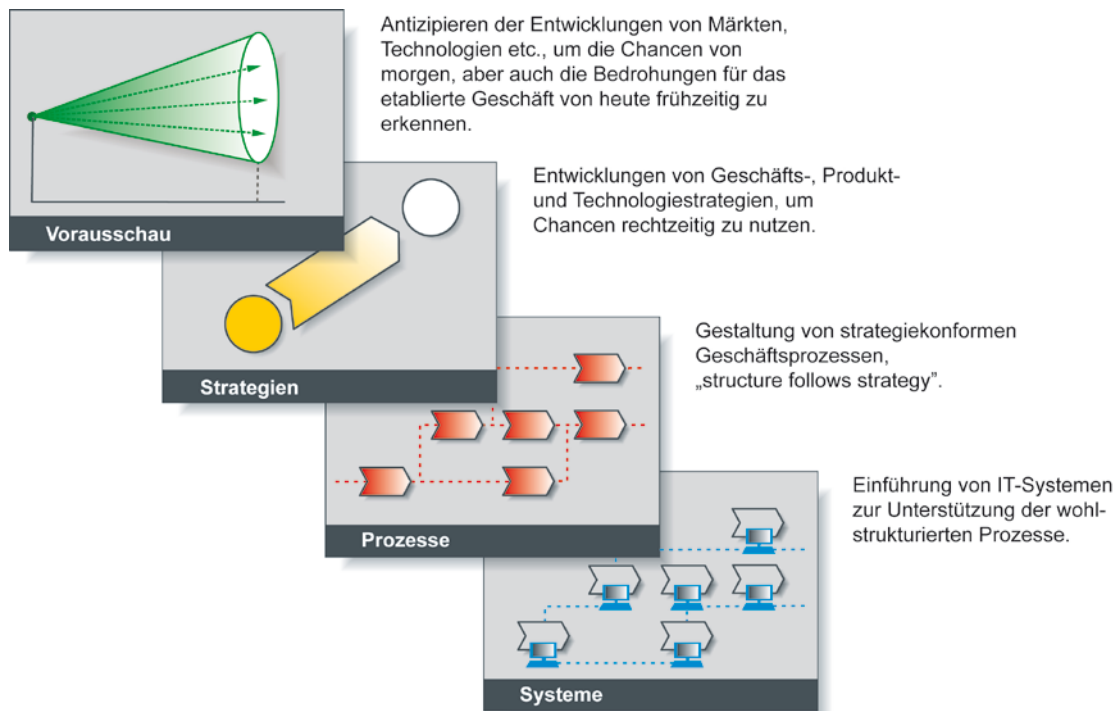 Antizipieren der Entwicklungen von Märkten,
Technologien etc., um die Chancen von
morgen, aber auch die Bedrohungen für das
etablierte Geschäft von heute frühzeitig zu
erkennen.
Vorausschau
Entwicklungen von Geschäfts-, Produkt-
und Technologiestrategien, um
Chancen rechtzeitig zu nutzen.
Strategien
Gestaltung von strategiekonformen
Geschäftsprozessen,
„structure follows strategy”.
Prozesse
Einführung von IT-Systemen
zur Unterstützung der wohl-
strukturierten Prozesse.
Systeme